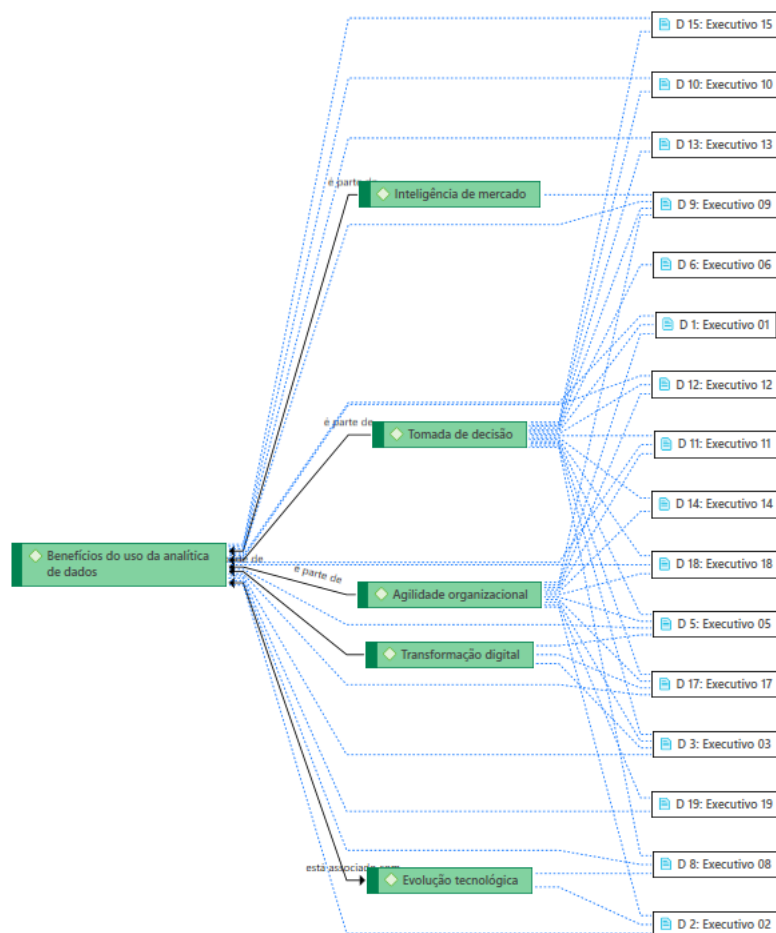 D 15: Executivo 15
D 10: Executivo 10
D 13: Executivo 13
é parte de
Inteligência de mercado
D 9: Executivo 09
D 6: Executivo 06
D 1: Executivo 01
D 12: Executivo 12
é parte de
Tomada de decisão
D 11: Executivo 11
D 14: Executivo 14
Benefícios do uso da analítica
de dados
de
é parte de
D 18: Executivo 18
Agilidade organizacional
D 5: Executivo 05
Transformação digital
D 17: Executivo 17
D 3: Executivo 03
D 19: Executivo 19
está associado com
D 8: Executivo 08
Evolução tecnológica
D 2: Executivo 02